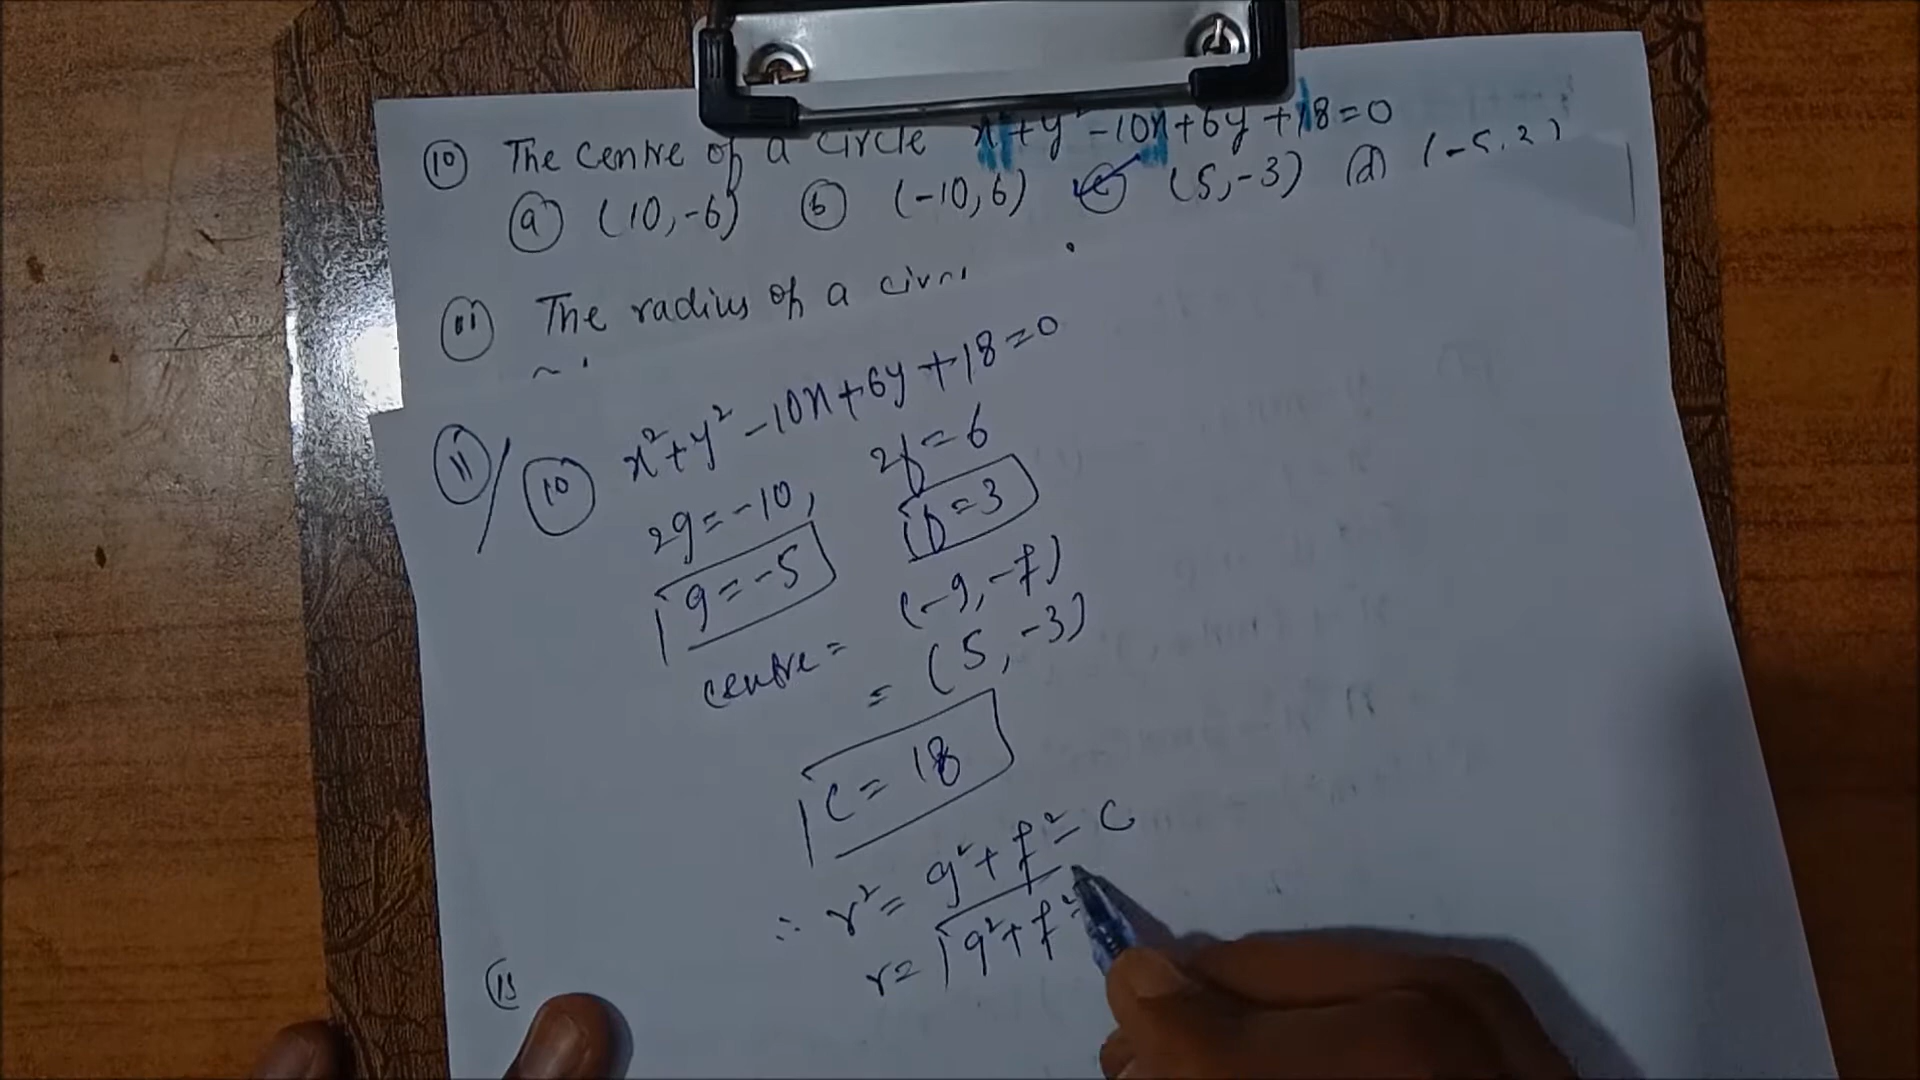 (10) The centre of a circle x²+y²-10x+6y+18=0
(a) (10,-6) (b) (-10,6) (c) (5,-3) (d)
(11) The radius of a
(11)/(10) x²+y²-10x+6y+18=0
2g=-10, 2f=6
g=-5 f=3
centre = (-g,-f)
= (5,-3)
c=18
∴ r²= g²+f²-c
r= √g²+f²-